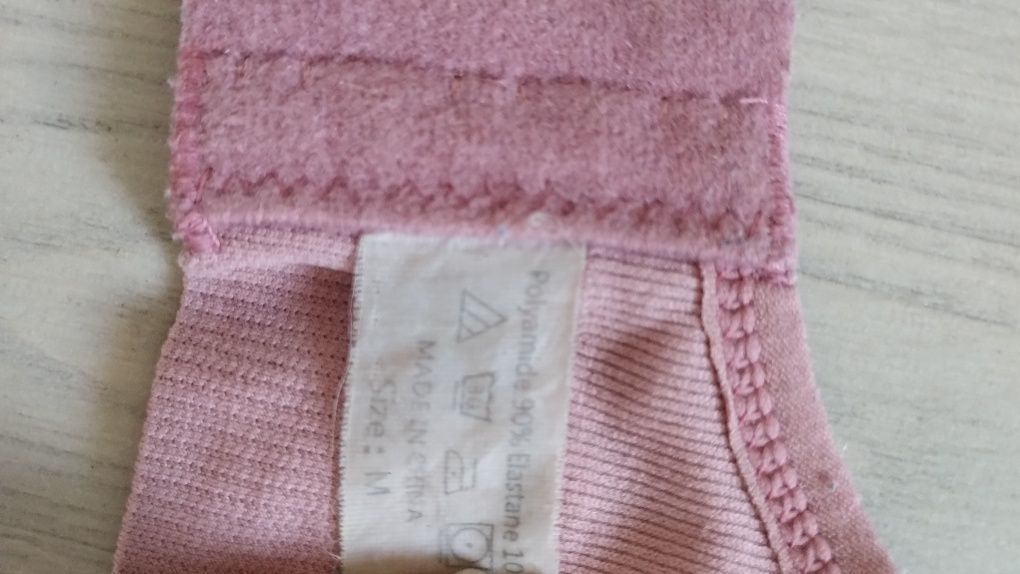 Polyamide 90% Elastane 10
MADE IN CHINA
Size: M